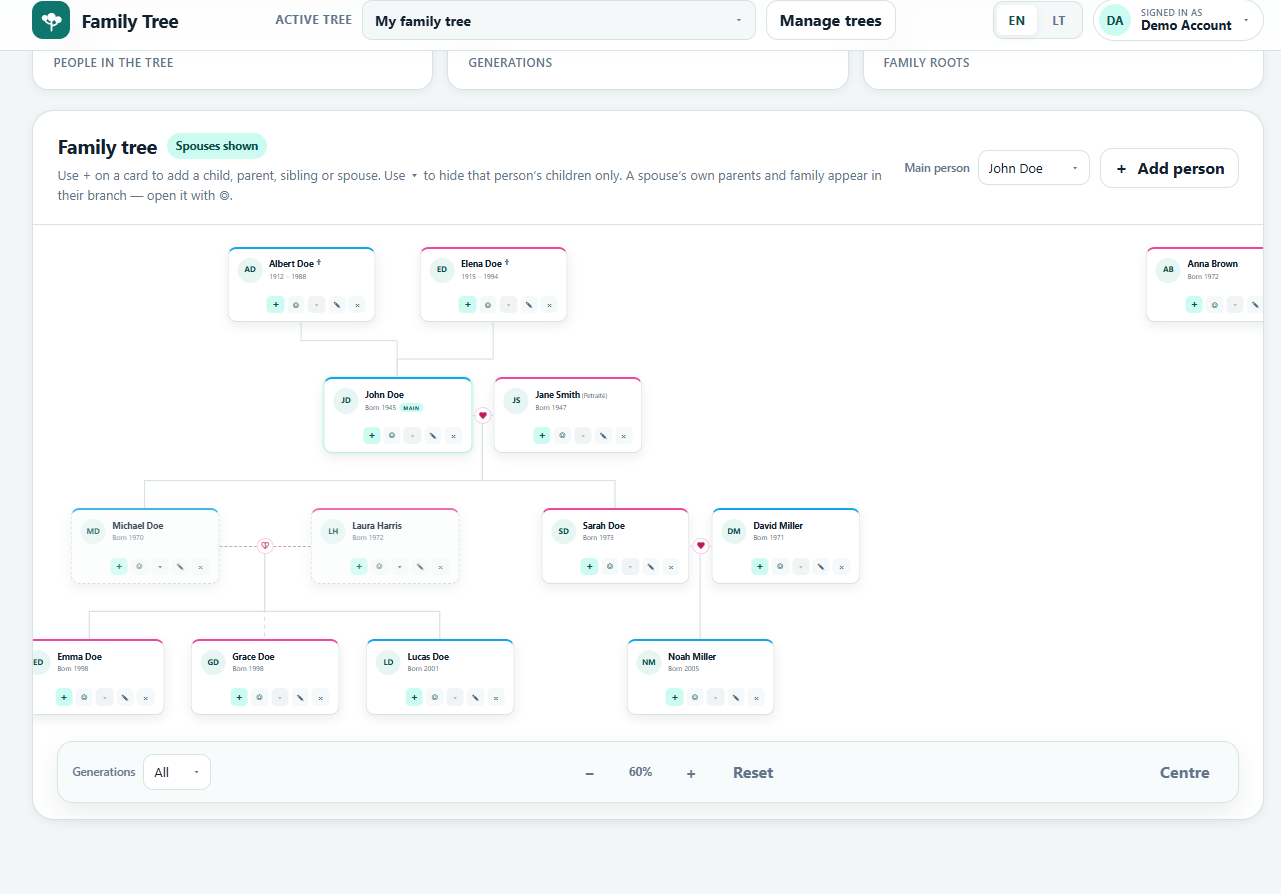 Family Tree
ACTIVE TREE
My family tree
Manage trees
EN LT
DA
SIGNED IN AS
Demo Account
PEOPLE IN THE TREE
GENERATIONS
FAMILY ROOTS
Family tree
Spouses shown
Use + on a card to add a child, parent, sibling or spouse. Use ▾ to hide that person's children only. A spouse's own parents and family appear in
their branch — open it with ◎.
Main person
John Doe
+ Add person
AD
Albert Doe †
1912 – 1988
ED
Elena Doe †
1915 – 1994
AB
Anna Brown
Born 1972
JD
John Doe
Born 1945 MAIN
JS
Jane Smith (Petraitė)
Born 1947
MD
Michael Doe
Born 1970
LH
Laura Harris
Born 1972
SD
Sarah Doe
Born 1973
DM
David Miller
Born 1971
ED
Emma Doe
Born 1998
GD
Grace Doe
Born 1998
LD
Lucas Doe
Born 2001
NM
Noah Miller
Born 2005
Generations
All
− 60% +
Reset
Centre